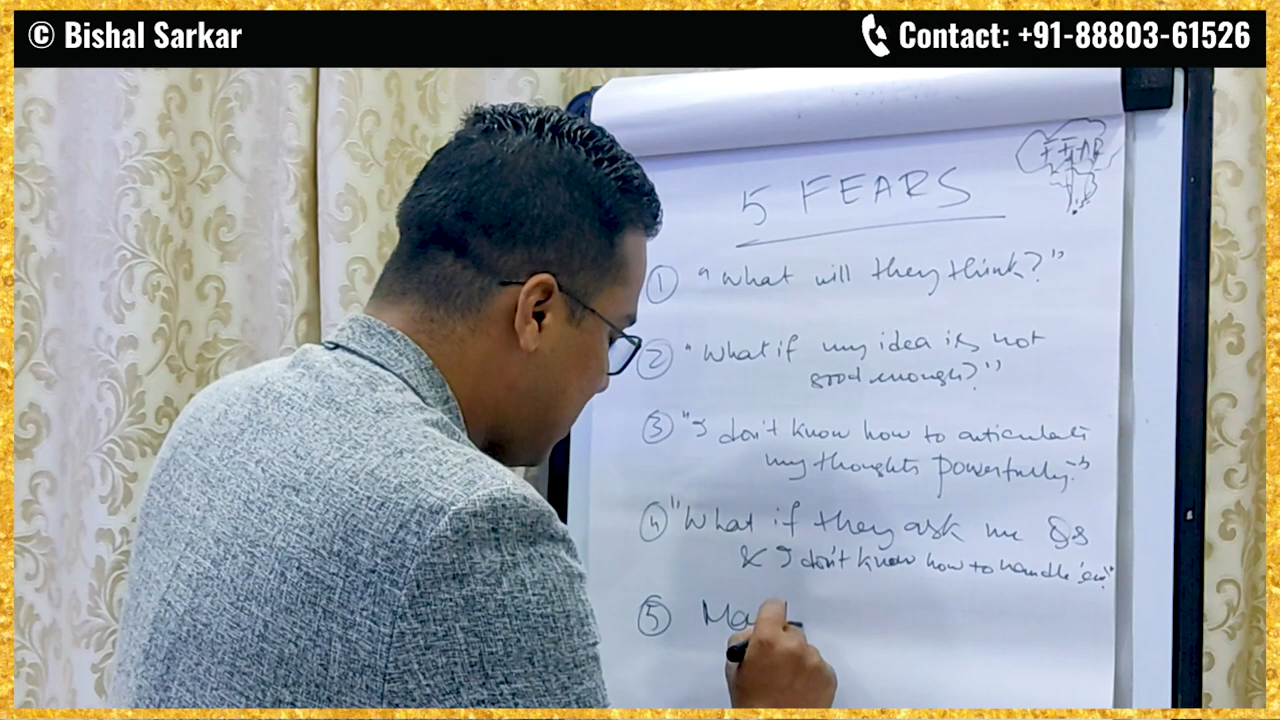 © Bishal Sarkar
Contact: +91-88803-61526
FEAR
5 FEARS
1 "What will they think?"
2 "What if my idea is not
good enough?"
3 "I don't know how to articulate
my thoughts powerfully."
4 "What if they ask me Qs
& I don't know how to handle 'em?"
5